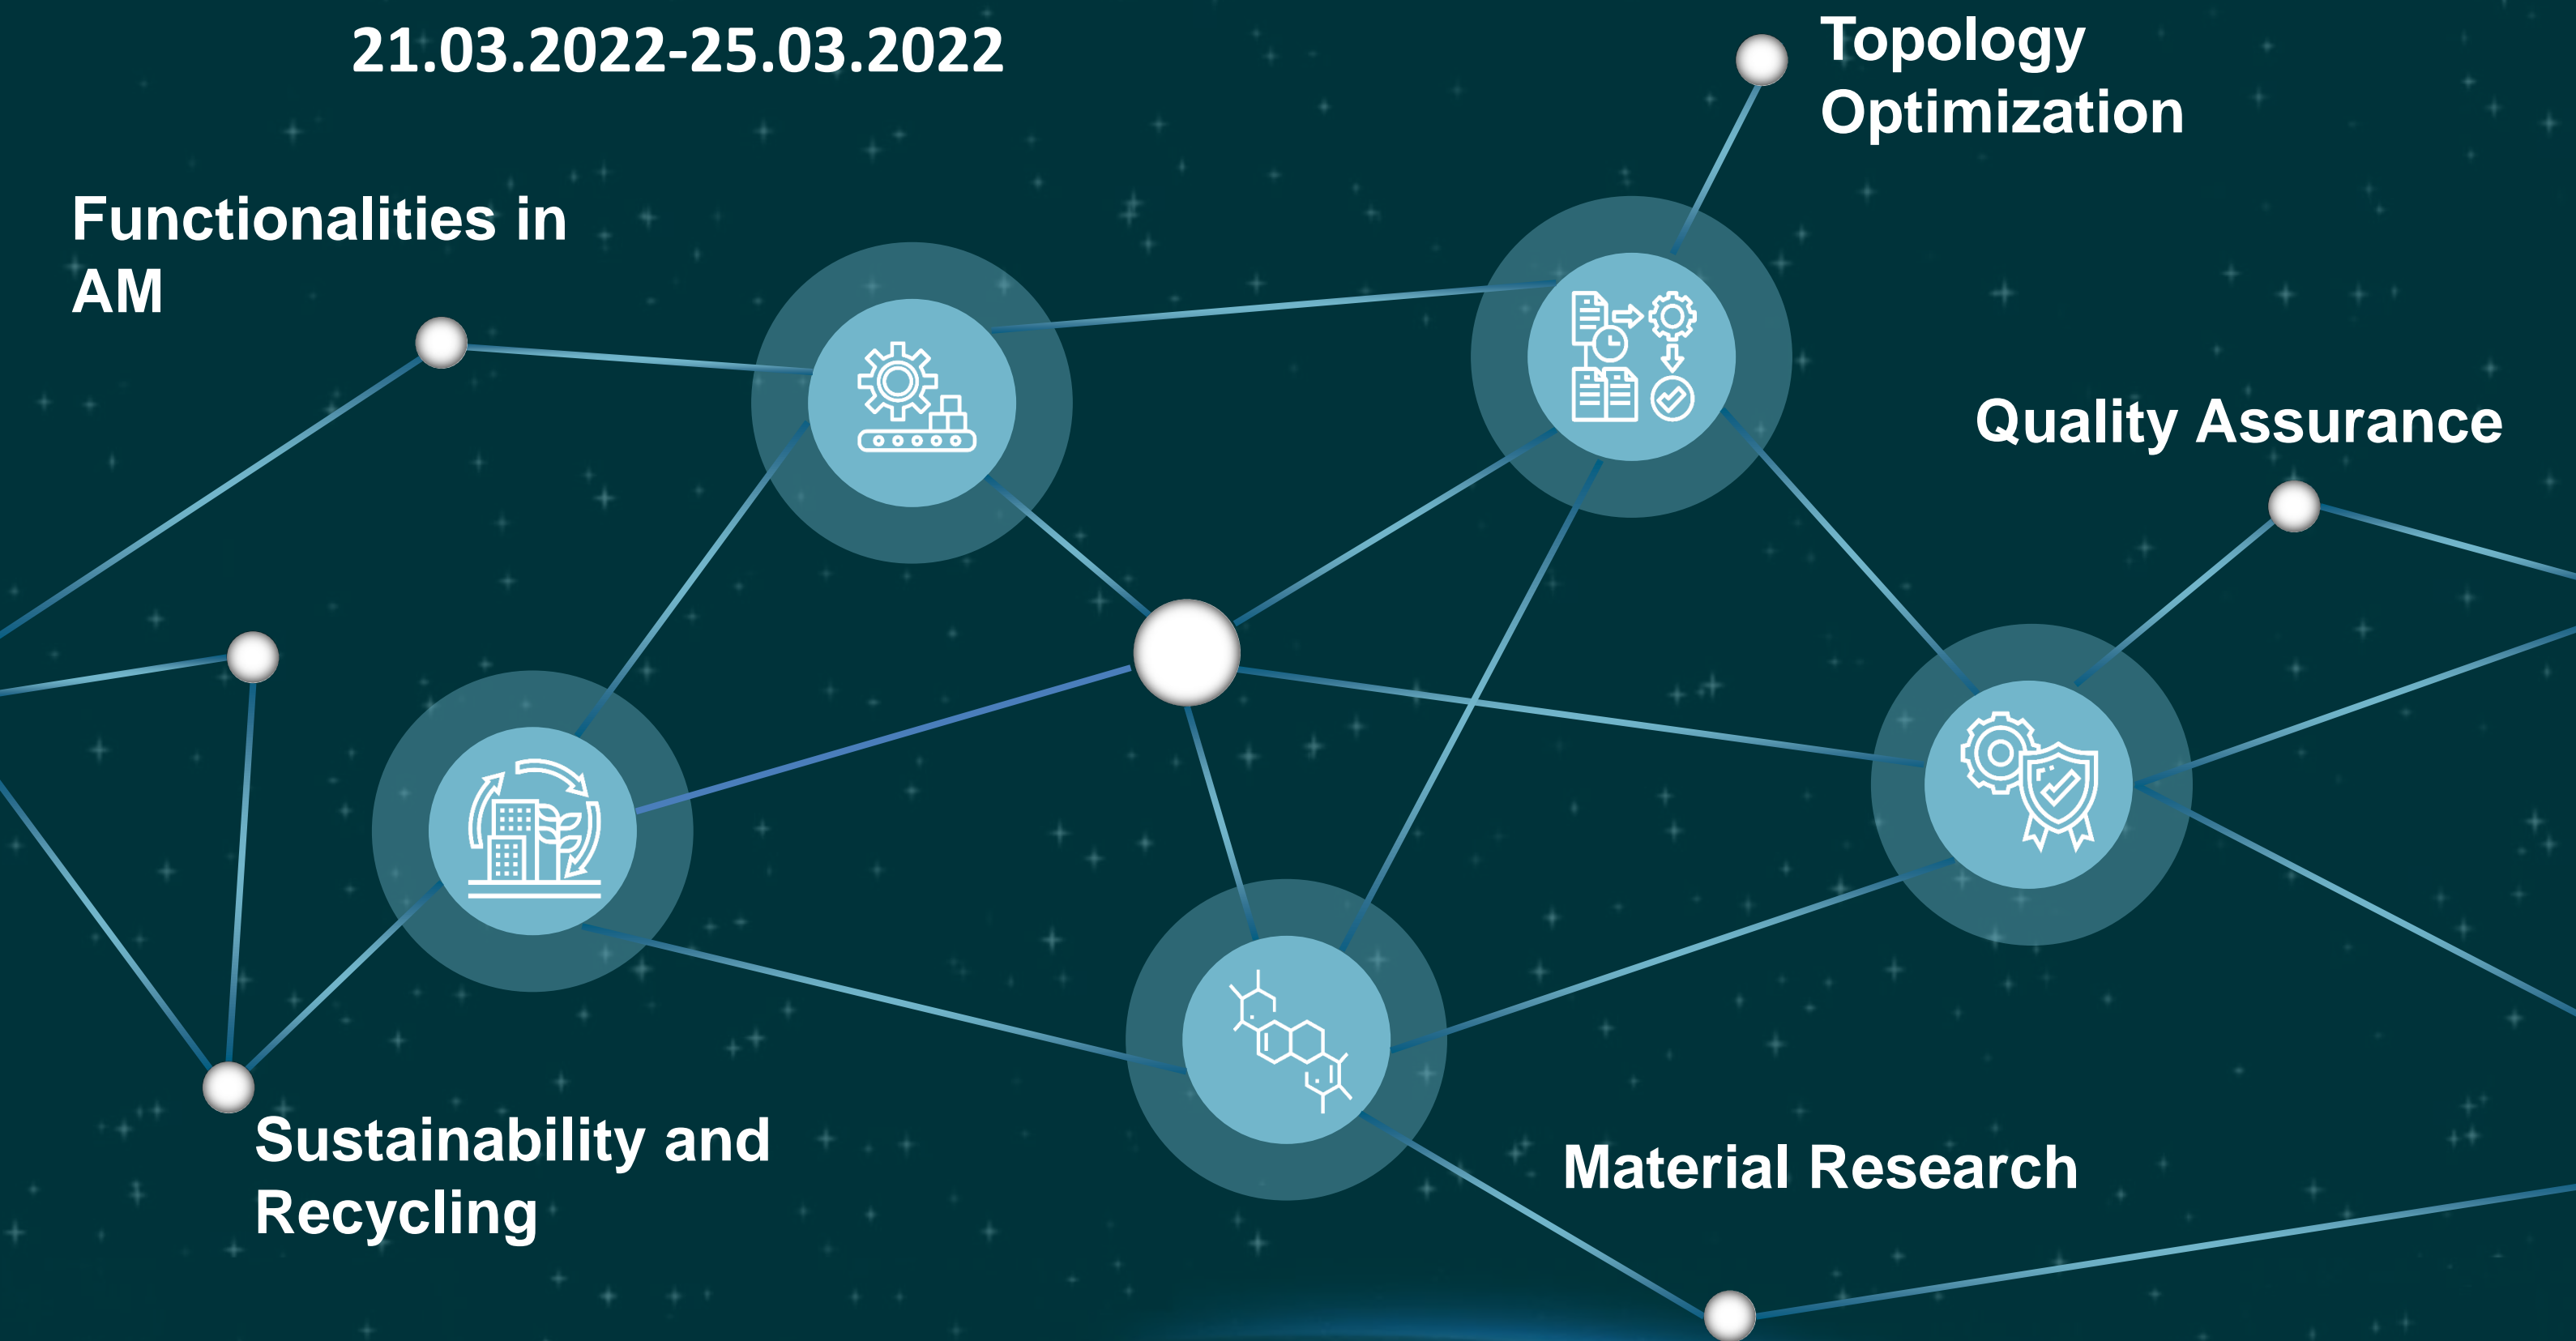 21.03.2022-25.03.2022
Topology
Optimization
Functionalities in
AM
Quality Assurance
Sustainability and
Recycling
Material Research